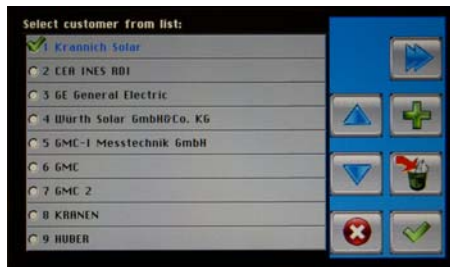 Select customer from list:
1 Krannich Solar
2 CEA INES RDI
3 GE General Electric
4 Würth Solar GmbH&Co. KG
5 GMC-I Messtechnik GmbH
6 GMC
7 GMC 2
8 KRANEN
9 HUBER